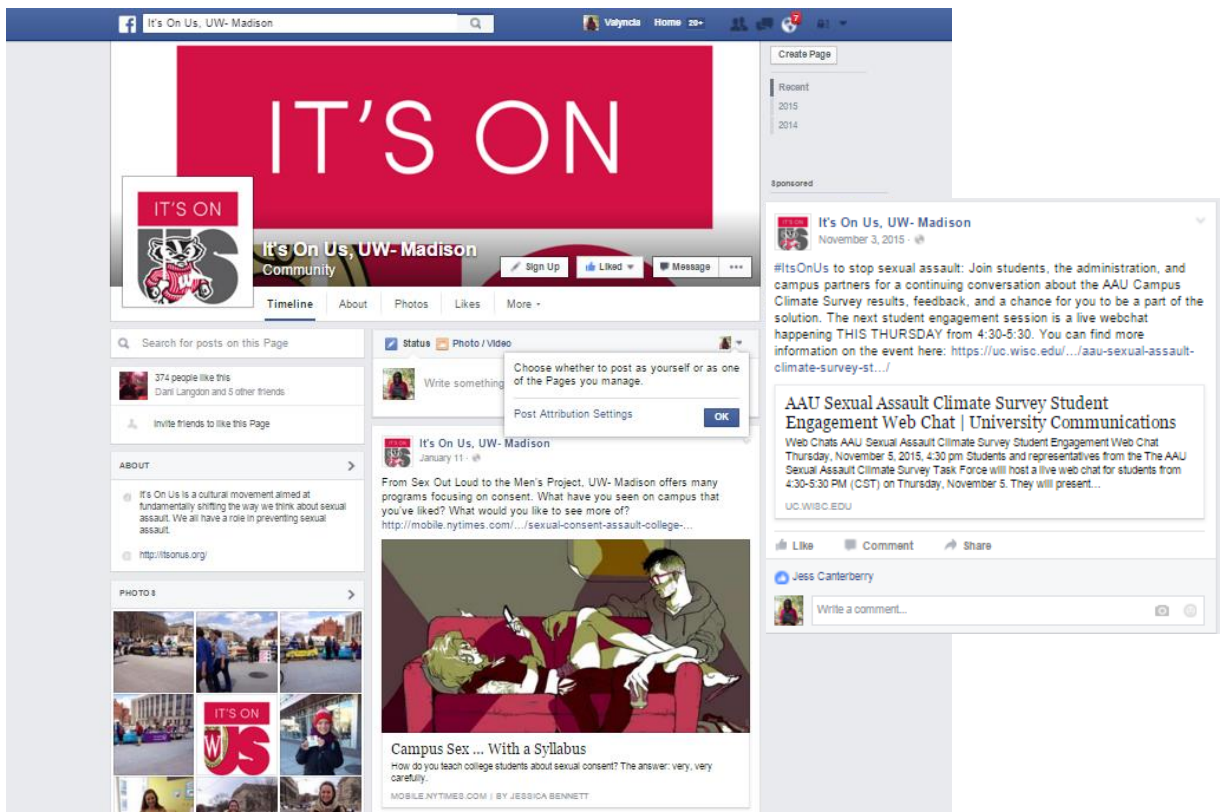 It's On Us, UW- Madison
Valyncia Home 20+
7
Create Page
Recent
2015
2014
Sponsored
IT'S ON
IT'S ON
US
It's On Us, UW- Madison
Community
Sign Up
Liked
Message
Timeline About Photos Likes More
Search for posts on this Page
374 people like this
Dani Langdon and 5 other friends
Invite friends to like this Page
ABOUT
It's On Us is a cultural movement aimed at
fundamentally shifting the way we think about sexual
assault. We all have a role in preventing sexual
assault.
http://itsonus.org/
PHOTOS
IT'S ON
US
Status Photo / Video
Write something
Choose whether to post as yourself or as one
of the Pages you manage.
Post Attribution Settings OK
It's On Us, UW- Madison
January 11 ·
From Sex Out Loud to the Men's Project, UW- Madison offers many
programs focusing on consent. What have you seen on campus that
you've liked? What would you like to see more of?
http://mobile.nytimes.com/.../sexual-consent-assault-college-...
Campus Sex ... With a Syllabus
How do you teach college students about sexual consent? The answer: very, very
carefully.
MOBILE.NYTIMES.COM | BY JESSICA BENNETT
IT'S ON
US
It's On Us, UW- Madison
November 3, 2015 ·
#ItsOnUs to stop sexual assault: Join students, the administration, and
campus partners for a continuing conversation about the AAU Campus
Climate Survey results, feedback, and a chance for you to be a part of the
solution. The next student engagement session is a live webchat
happening THIS THURSDAY from 4:30-5:30. You can find more
information on the event here: https://uc.wisc.edu/.../aau-sexual-assault-
climate-survey-st.../
AAU Sexual Assault Climate Survey Student
Engagement Web Chat | University Communications
Web Chats AAU Sexual Assault Climate Survey Student Engagement Web Chat
Thursday, November 5, 2015, 4:30 pm Students and representatives from the The AAU
Sexual Assault Climate Survey Task Force will host a live web chat for students from
4:30-5:30 PM (CST) on Thursday, November 5. They will present...
UC.WISC.EDU
Like Comment Share
Jess Canterberry
Write a comment...